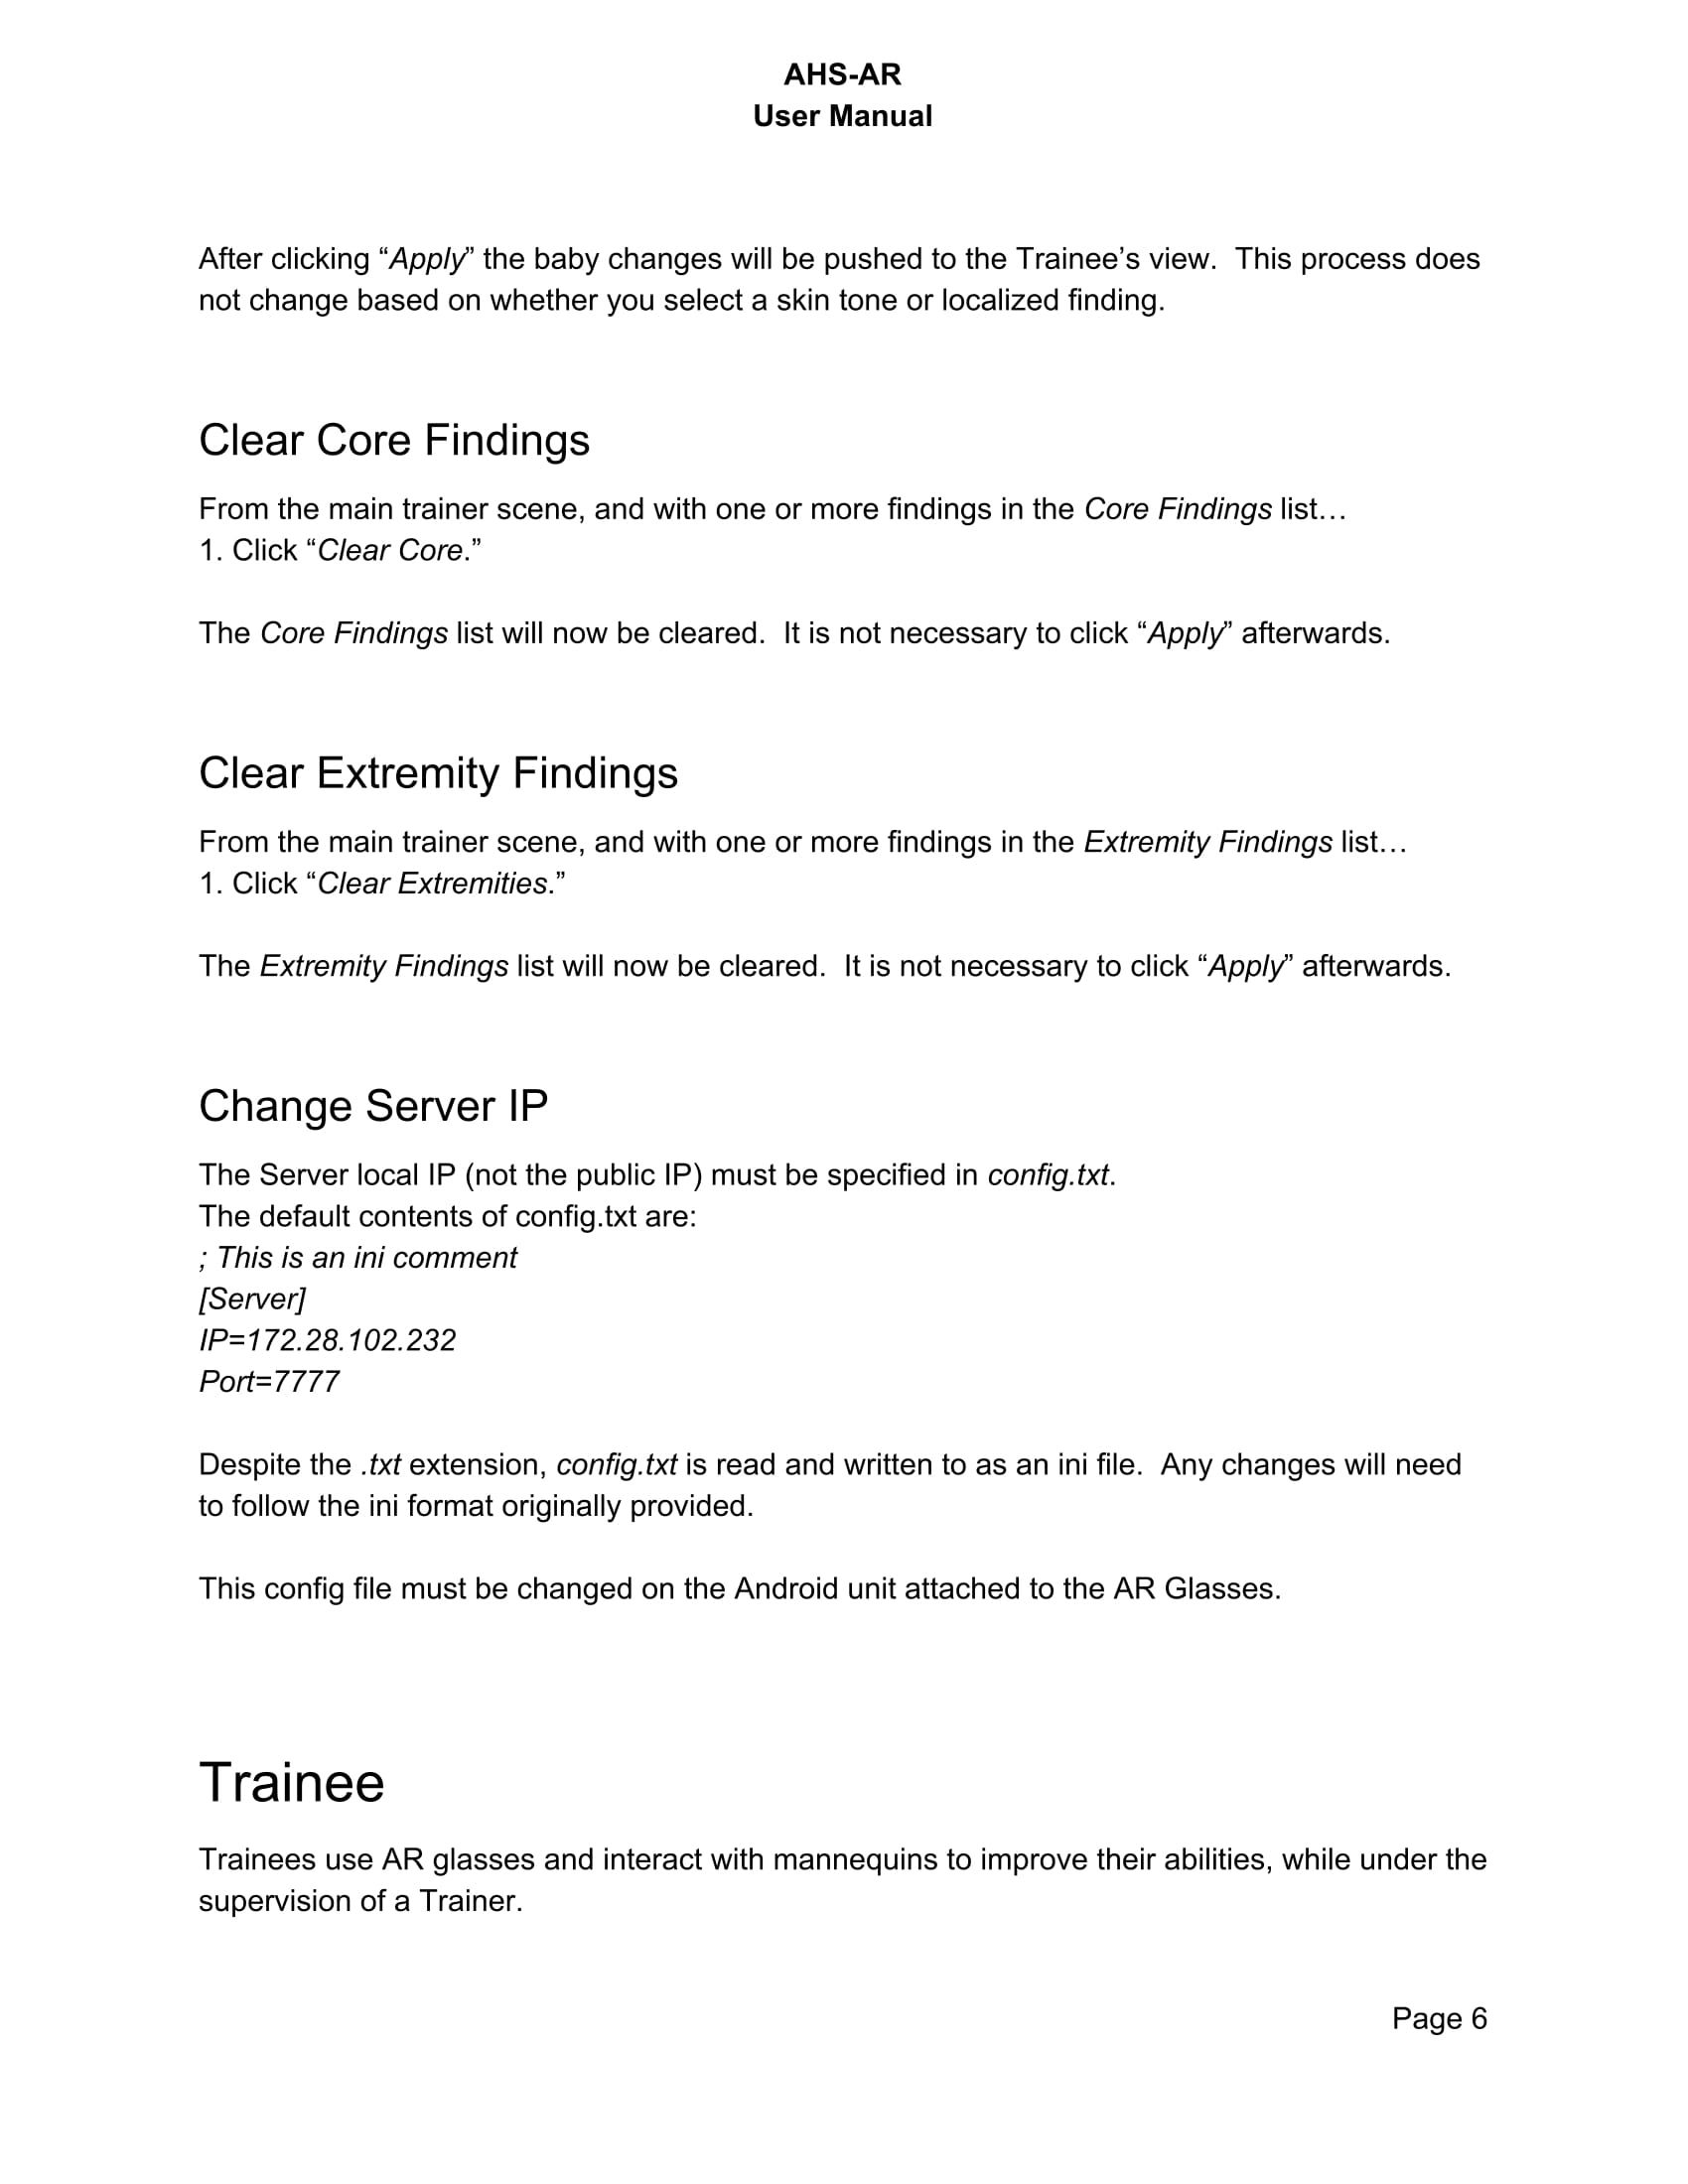 AHS-AR
User Manual
After clicking “Apply” the baby changes will be pushed to the Trainee’s view.  This process does
not change based on whether you select a skin tone or localized finding.
Clear Core Findings
From the main trainer scene, and with one or more findings in the Core Findings list…
1. Click “Clear Core.”
The Core Findings list will now be cleared.  It is not necessary to click “Apply” afterwards.
Clear Extremity Findings
From the main trainer scene, and with one or more findings in the Extremity Findings list…
1. Click “Clear Extremities.”
The Extremity Findings list will now be cleared.  It is not necessary to click “Apply” afterwards.
Change Server IP
The Server local IP (not the public IP) must be specified in config.txt.
The default contents of config.txt are:
; This is an ini comment
[Server]
IP=172.28.102.232
Port=7777
Despite the .txt extension, config.txt is read and written to as an ini file.  Any changes will need
to follow the ini format originally provided.
This config file must be changed on the Android unit attached to the AR Glasses.
Trainee
Trainees use AR glasses and interact with mannequins to improve their abilities, while under the
supervision of a Trainer.
Page 6